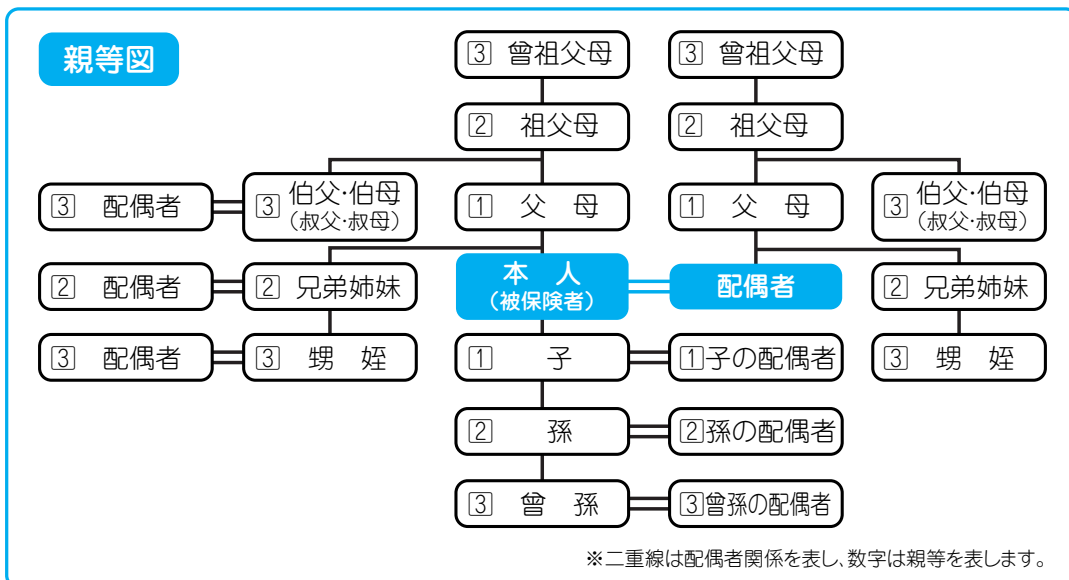 親等図
3 曾祖父母
3 曾祖父母
2 祖父母
2 祖父母
3 配偶者
3 伯父・伯母
（叔父・叔母）
1 父 母
1 父 母
3 伯父・伯母
（叔父・叔母）
2 配偶者
2 兄弟姉妹
本 人
（被保険者）
配偶者
2 兄弟姉妹
3 配偶者
3 甥 姪
1 子
1 子の配偶者
3 甥 姪
2 孫
2 孫の配偶者
3 曾 孫
3 曾孫の配偶者
※二重線は配偶者関係を表し、数字は親等を表します。